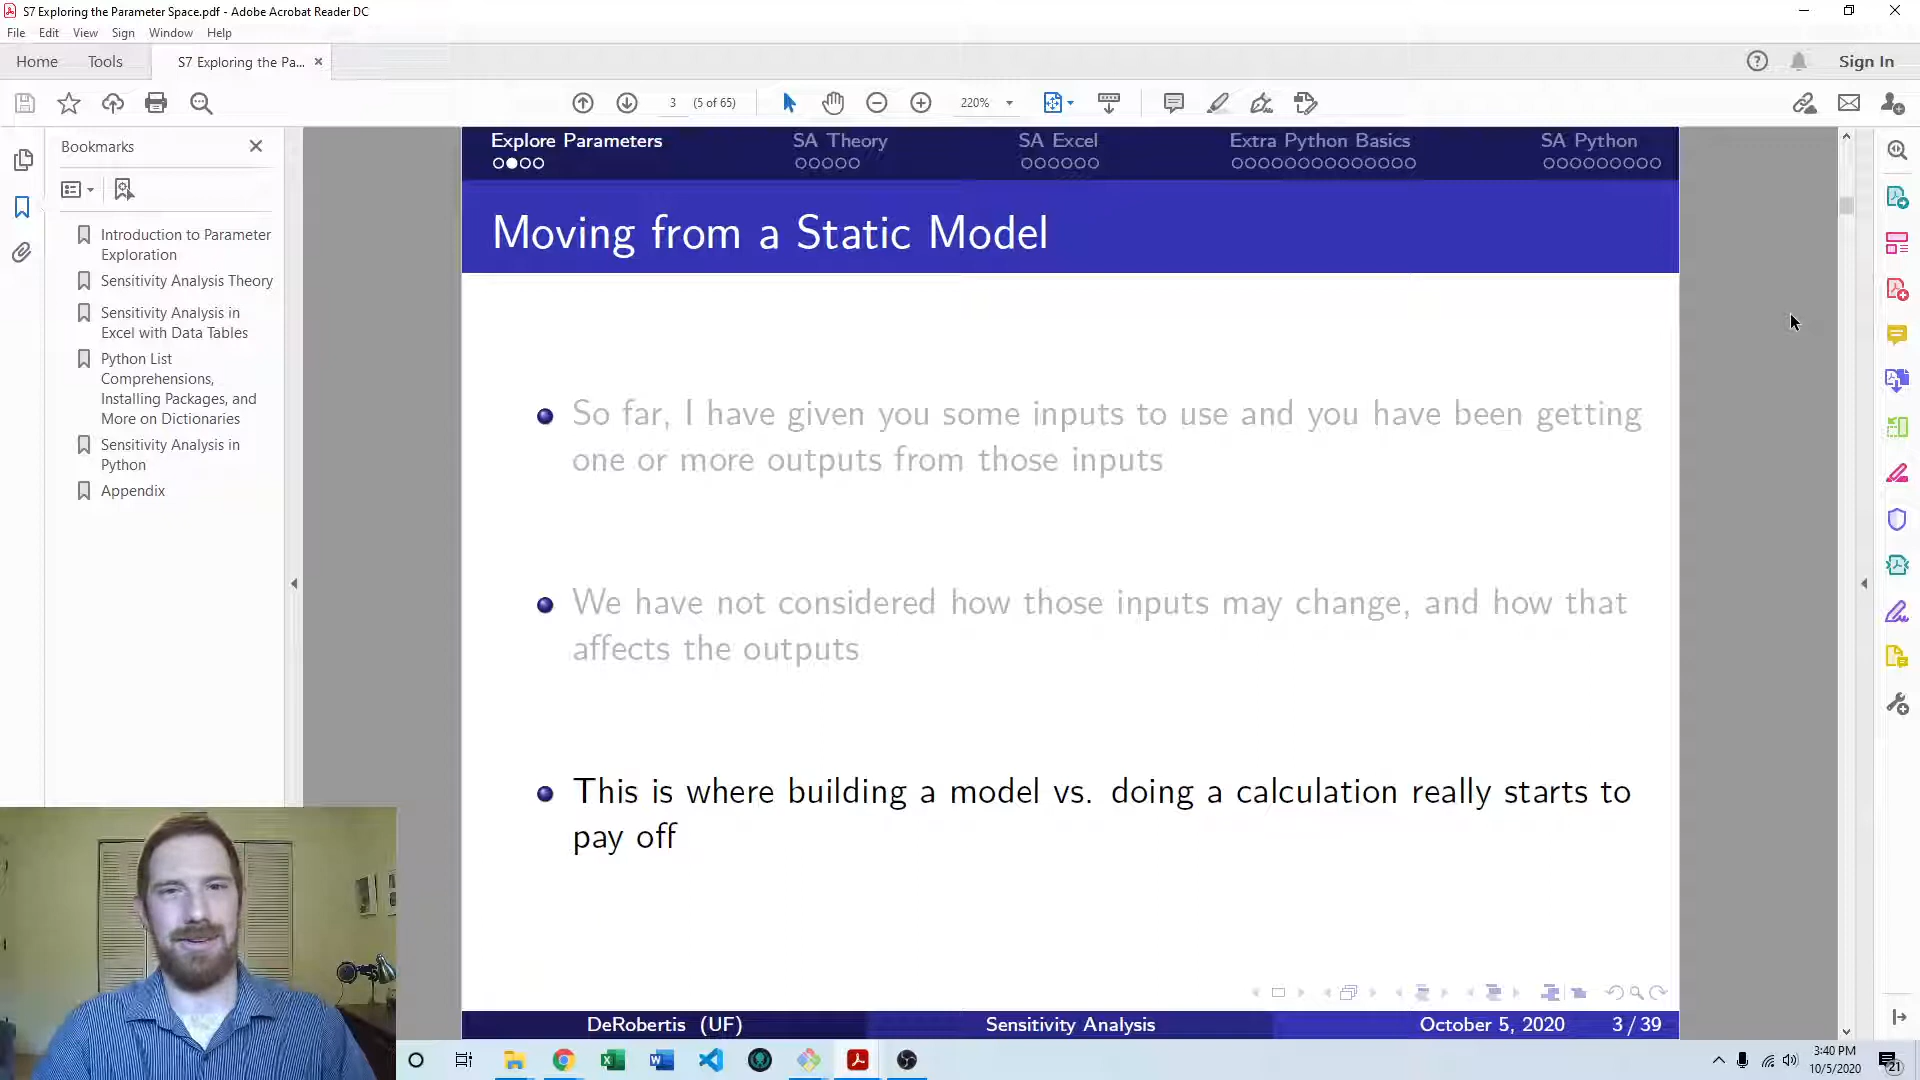 S7 Exploring the Parameter Space.pdf - Adobe Acrobat Reader DC
File Edit View Sign Window Help
Home Tools S7 Exploring the Pa... Sign In
3 (5 of 65) 220%
Bookmarks
Introduction to Parameter
Exploration
Sensitivity Analysis Theory
Sensitivity Analysis in
Excel with Data Tables
Python List
Comprehensions,
Installing Packages, and
More on Dictionaries
Sensitivity Analysis in
Python
Appendix
Explore Parameters SA Theory SA Excel Extra Python Basics SA Python
Moving from a Static Model
So far, I have given you some inputs to use and you have been getting
one or more outputs from those inputs
We have not considered how those inputs may change, and how that
affects the outputs
This is where building a model vs. doing a calculation really starts to
pay off
DeRobertis (UF) Sensitivity Analysis October 5, 2020 3 / 39
3:40 PM
10/5/2020
21